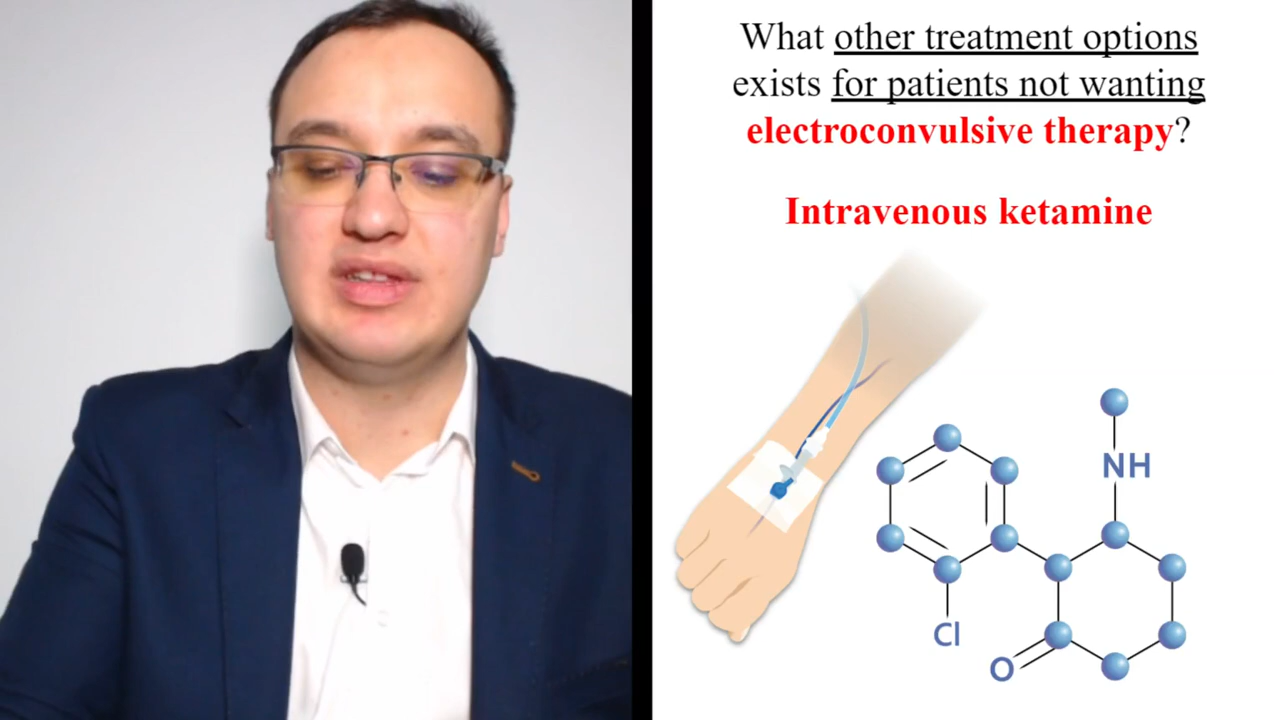 What other treatment options
exists for patients not wanting
electroconvulsive therapy?
Intravenous ketamine
NH
Cl
O